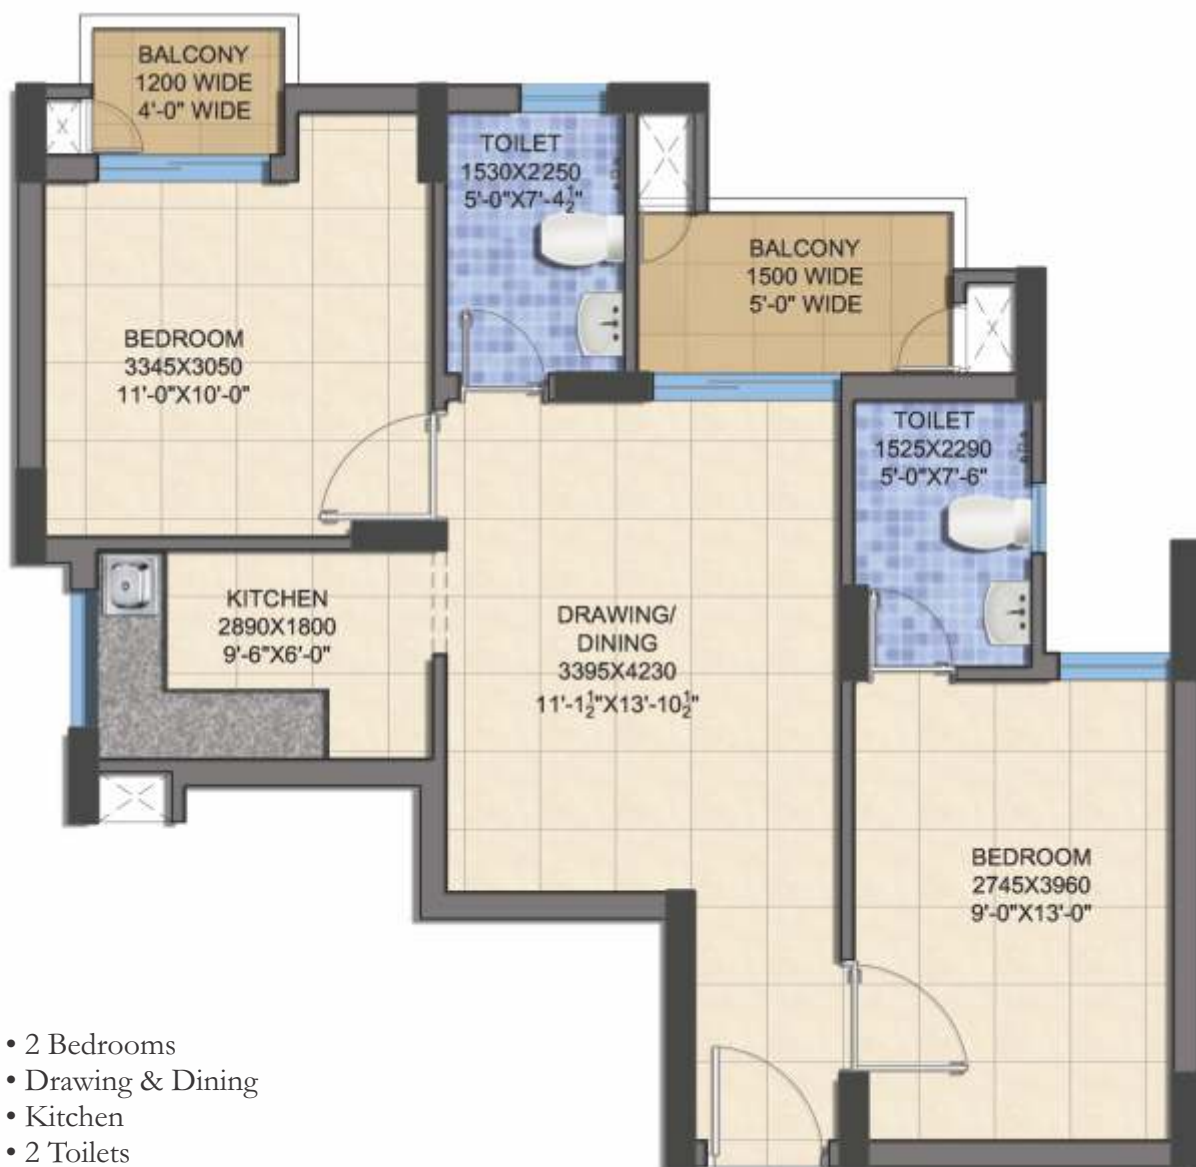 BALCONY
1200 WIDE
4'-0" WIDE
TOILET
1530X2250
5'-0"X7'-4½"
BALCONY
1500 WIDE
5'-0" WIDE
BEDROOM
3345X3050
11'-0"X10'-0"
TOILET
1525X2290
5'-0"X7'-6"
KITCHEN
2890X1800
9'-6"X6'-0"
DRAWING/
DINING
3395X4230
11'-1½"X13'-10½"
BEDROOM
2745X3960
9'-0"X13'-0"
• 2 Bedrooms
• Drawing & Dining
• Kitchen
• 2 Toilets